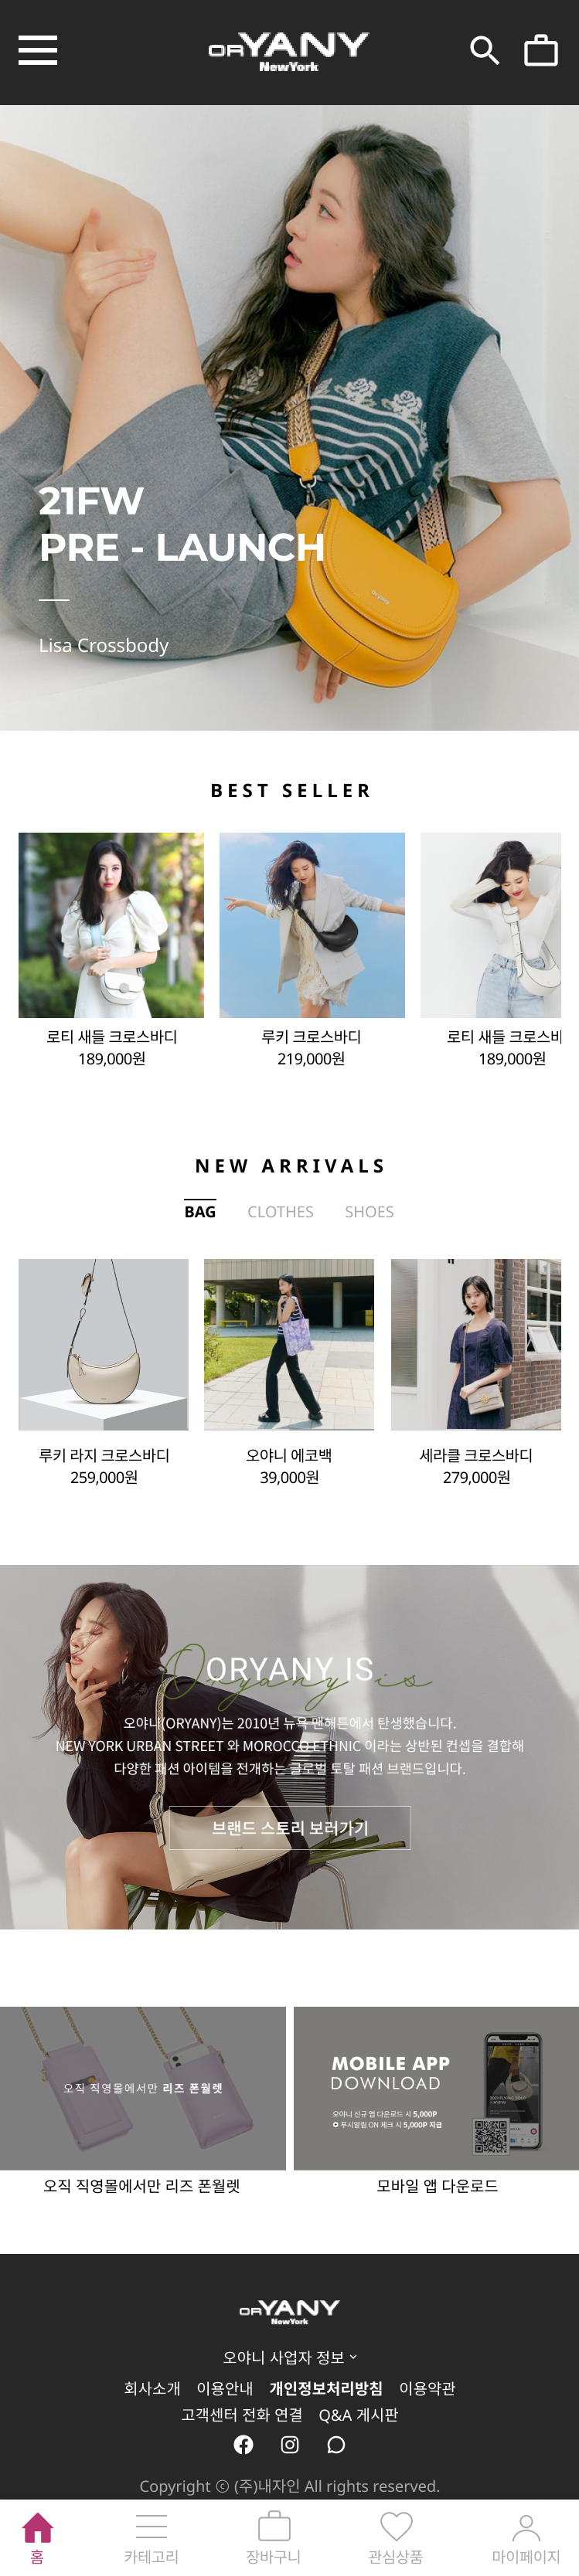 ORYANY
NewYork
21FW
PRE - LAUNCH
Lisa Crossbody
BEST SELLER
로티 새들 크로스바디
189,000원
루키 크로스바디
219,000원
로티 새들 크로스비
189,000원
NEW ARRIVALS
BAG CLOTHES SHOES
루키 라지 크로스바디
259,000원
오야니 에코백
39,000원
세라클 크로스바디
279,000원
Oryany is
ORYANY IS
오야니(ORYANY)는 2010년 뉴욕 맨해튼에서 탄생했습니다.
NEW YORK URBAN STREET 와 MOROCCO ETHNIC 이라는 상반된 컨셉을 결합해
다양한 패션 아이템을 전개하는 글로벌 토탈 패션 브랜드입니다.
브랜드 스토리 보러가기
오직 직영몰에서만 리즈 폰월렛
MOBILE APP
DOWNLOAD
오야니 신규 앱 다운로드 시 5,000P
✪ 푸시알림 ON 체크 시 5,000P 지급
오직 직영몰에서만 리즈 폰월렛
모바일 앱 다운로드
ORYANY
NewYork
오야니 사업자 정보
회사소개 이용안내 개인정보처리방침 이용약관
고객센터 전화 연결 Q&A 게시판
Copyright ⓒ (주)내자인 All rights reserved.
홈 카테고리 장바구니 관심상품 마이페이지